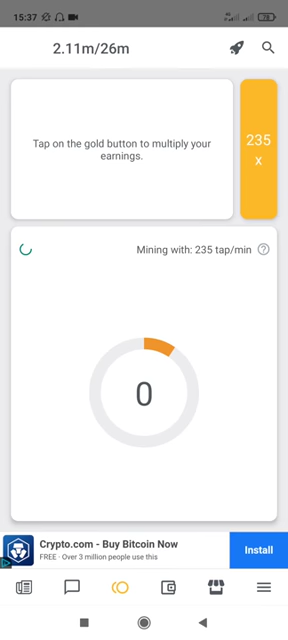 15:37
2.11m/26m
Tap on the gold button to multiply your
earnings.
235
x
Mining with: 235 tap/min
0
Crypto.com - Buy Bitcoin Now
FREE · Over 3 million people use this
Install